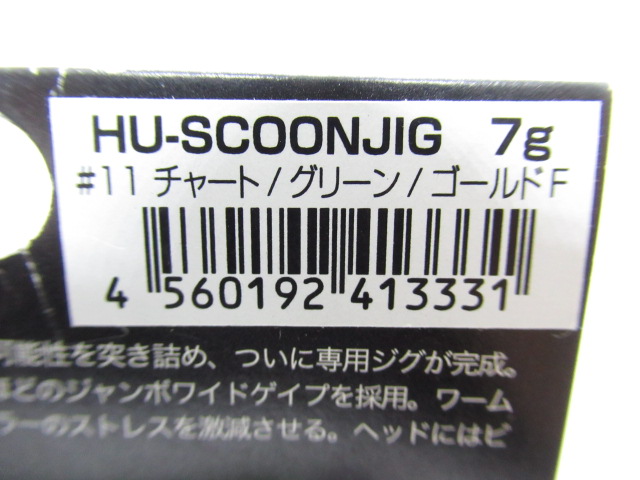 HU-SCOONJIG 7g
#11 チャート/グリーン/ゴールドF
4 560192 413331
可能性を突き詰め、ついに専用ジグが完成。
どのジャンボワイドゲイプを採用。ワーム
ラーのストレスを激減させる。ヘッドにはピ